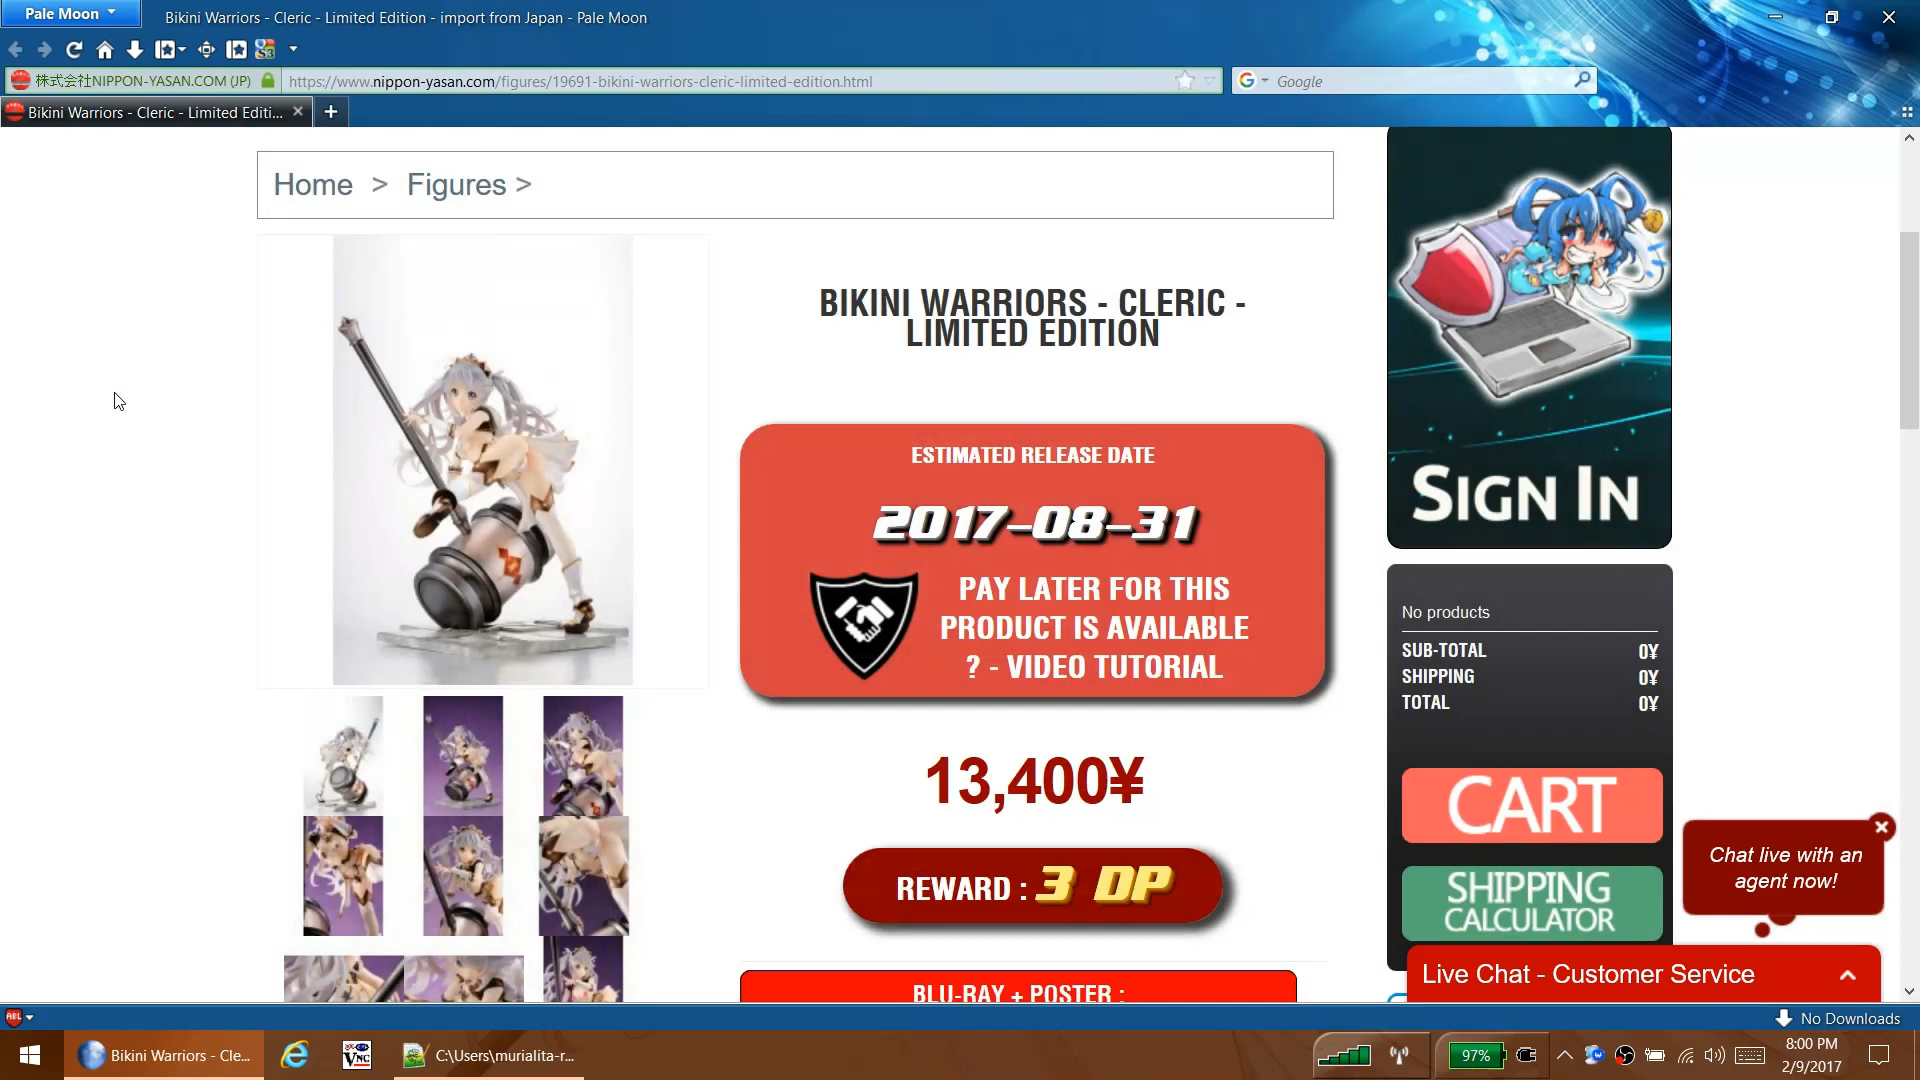 Pale Moon
Bikini Warriors - Cleric - Limited Edition - import from Japan - Pale Moon
株式会社NIPPON-YASAN.COM (JP)
https://www.nippon-yasan.com/figures/19691-bikini-warriors-cleric-limited-edition.html
Google
Bikini Warriors - Cleric - Limited Editi...
Home > Figures >
BIKINI WARRIORS - CLERIC -
LIMITED EDITION
ESTIMATED RELEASE DATE
2017-08-31
PAY LATER FOR THIS
PRODUCT IS AVAILABLE
? - VIDEO TUTORIAL
13,400¥
REWARD : 3 DP
BLU-RAY + POSTER :
SIGN IN
No products
SUB-TOTAL 0¥
SHIPPING 0¥
TOTAL 0¥
CART
SHIPPING
CALCULATOR
Chat live with an
agent now!
Live Chat - Customer Service
ABL
No Downloads
Bikini Warriors - Cle...
VNC
C:\Users\murialita-r...
97%
8:00 PM
2/9/2017